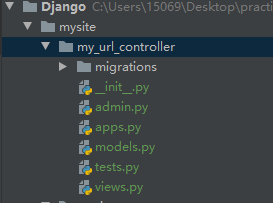 Django C:\Users\15069\Desktop\practi
mysite
my_url_controller
migrations
__init__.py
admin.py
apps.py
models.py
tests.py
views.py